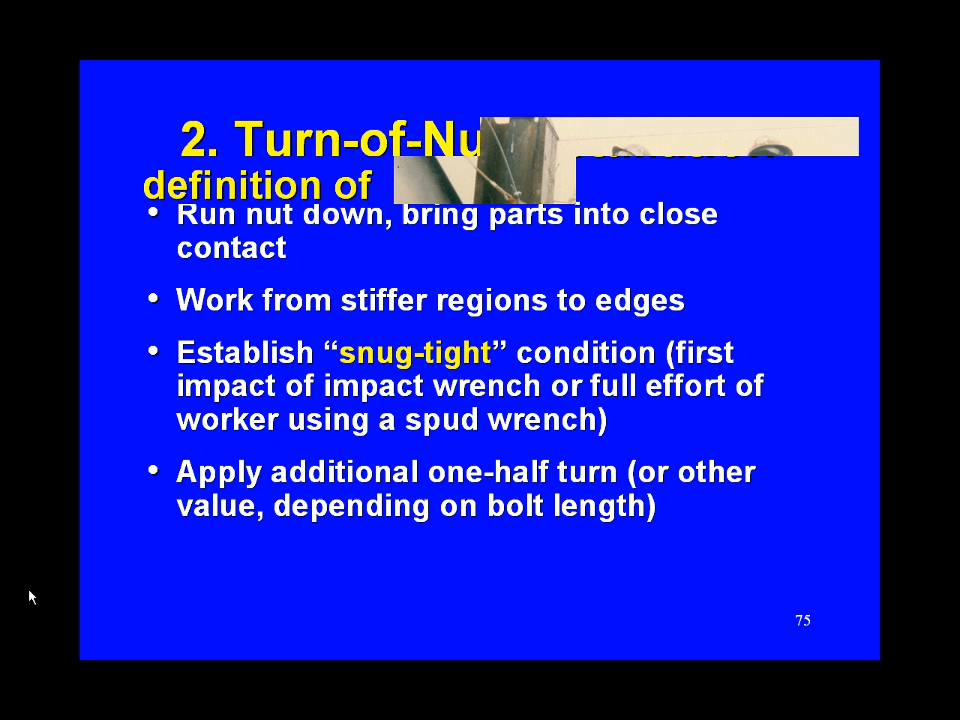 2. Turn-of-Nu
definition of
• Run nut down, bring parts into close
contact
• Work from stiffer regions to edges
• Establish “snug-tight” condition (first
impact of impact wrench or full effort of
worker using a spud wrench)
• Apply additional one-half turn (or other
value, depending on bolt length)
75